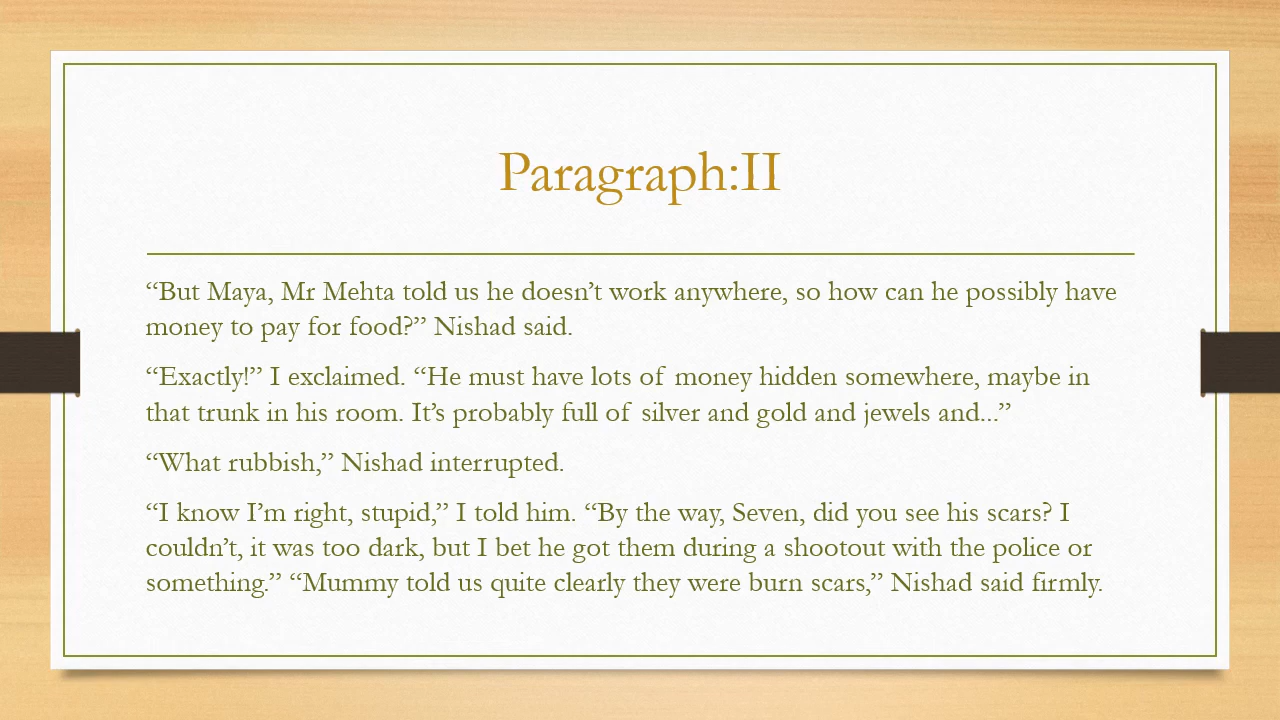 Paragraph:II
“But Maya, Mr Mehta told us he doesn’t work anywhere, so how can he possibly have
money to pay for food?” Nishad said.
“Exactly!” I exclaimed. “He must have lots of money hidden somewhere, maybe in
that trunk in his room. It’s probably full of silver and gold and jewels and...”
“What rubbish,” Nishad interrupted.
“I know I’m right, stupid,” I told him. “By the way, Seven, did you see his scars? I
couldn’t, it was too dark, but I bet he got them during a shootout with the police or
something.” “Mummy told us quite clearly they were burn scars,” Nishad said firmly.